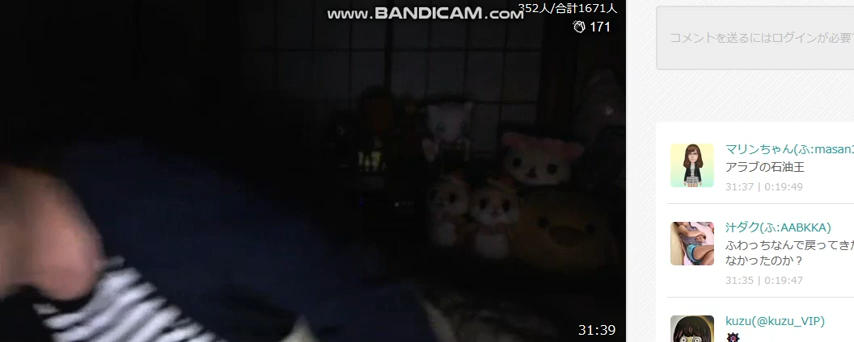 www.BANDICAM.com
352人/合計1671人
171
31:39
コメントを送るにはログインが必要
マリンちゃん(ふ:masan
アラブの石油王
31:37 | 0:19:49
汁ダク(ふ:AABKKA)
ふわっちなんで戻ってきた
なかったのか？
31:35 | 0:19:47
kuzu(@kuzu_VIP)